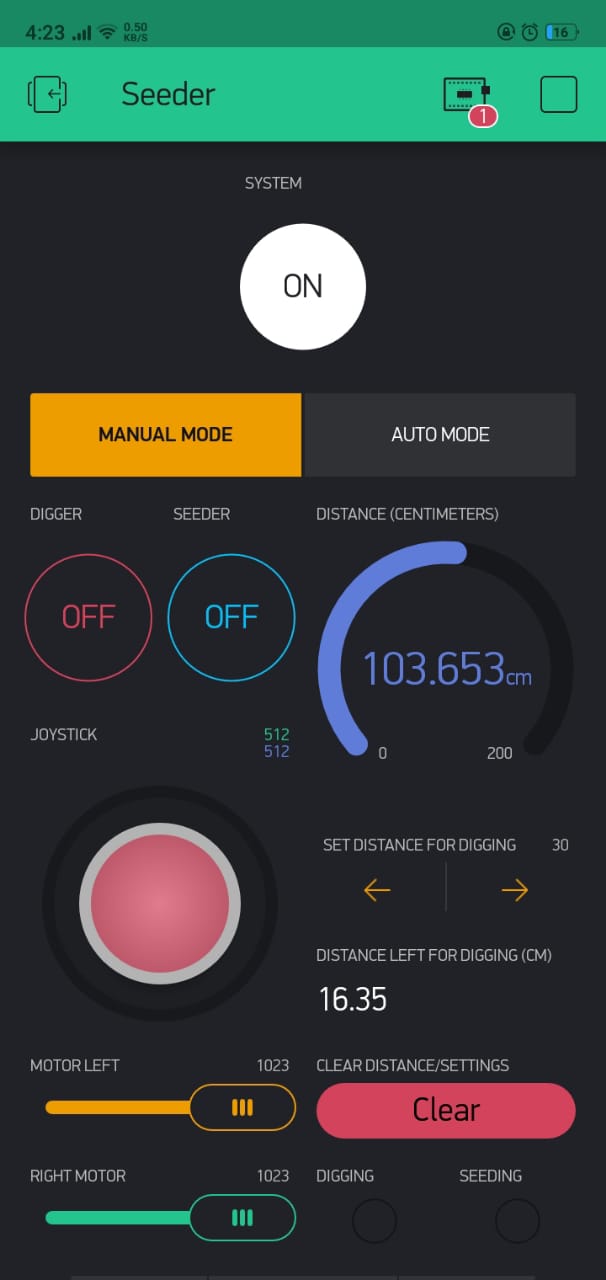 4:23 0.50 KB/S 16
Seeder 1
SYSTEM
ON
MANUAL MODE AUTO MODE
DIGGER SEEDER DISTANCE (CENTIMETERS)
OFF OFF
103.653cm
0 200
JOYSTICK 512
512
SET DISTANCE FOR DIGGING 30
DISTANCE LEFT FOR DIGGING (CM)
16.35
MOTOR LEFT 1023 CLEAR DISTANCE/SETTINGS
Clear
RIGHT MOTOR 1023 DIGGING SEEDING